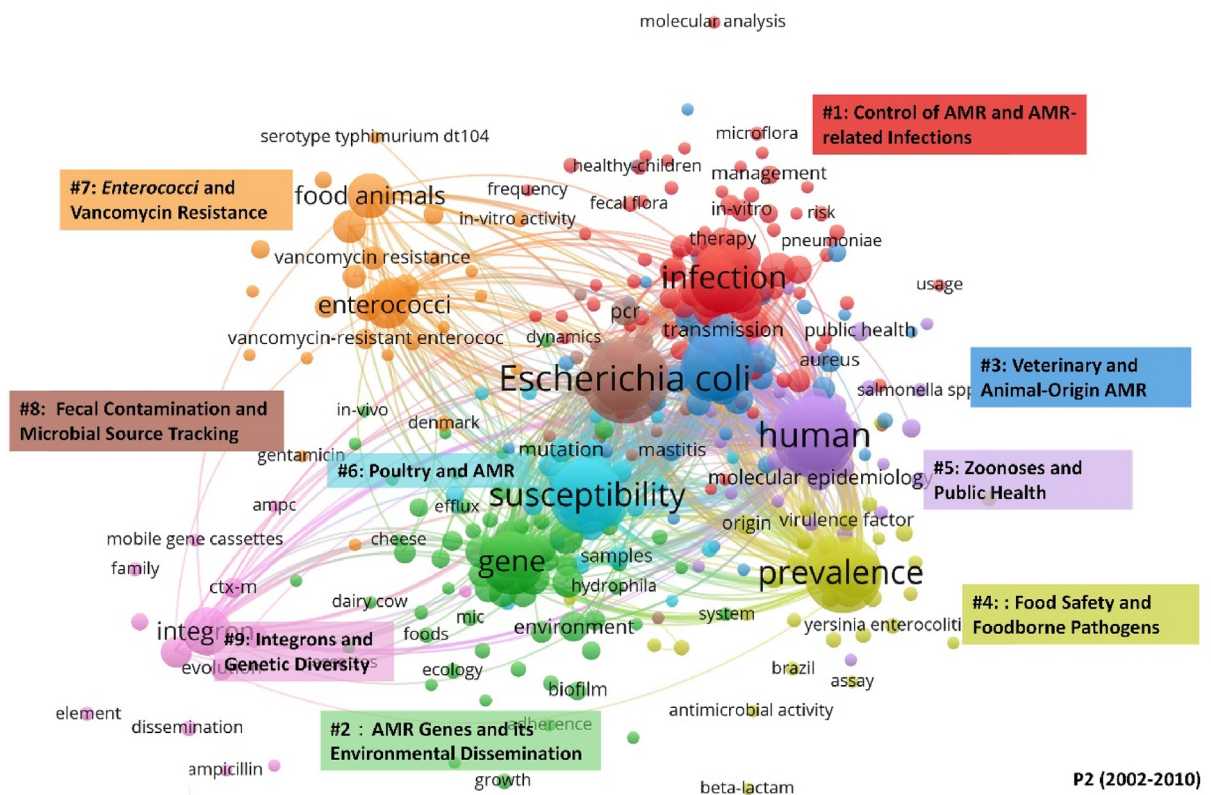 molecular analysis
#1: Control of AMR and AMR-
related Infections
serotype typhimurium dt104
microflora
healthy-children
management
#7: Enterococci and
Vancomycin Resistance
food animals
frequency
fecal flora
in-vitro activity
in-vitro
risk
therapy
pneumoniae
vancomycin resistance
infection
usage
enterococci
pcr
transmission
public health
vancomycin-resistant enterococ
dynamics
aureus
#3: Veterinary and
Animal-Origin AMR
Escherichia coli
salmonella spp
#8: Fecal Contamination and
Microbial Source Tracking
in-vivo
denmark
human
gentamicin
mutation
mastitis
#6: Poultry and AMR
molecular epidemiology
#5: Zoonoses and
Public Health
susceptibility
ampc
efflux
origin
virulence factor
mobile gene cassettes
cheese
family
gene
samples
prevalence
ctx-m
hydrophila
dairy cow
mic
system
#4: : Food Safety and
Foodborne Pathogens
integron
foods
environment
yersinia enterocoliti
#9: Integrons and
Genetic Diversity
evolution
ecology
brazil
assay
biofilm
element
dissemination
antimicrobial activity
#2 : AMR Genes and its
Environmental Dissemination
adherence
ampicillin
growth
beta-lactam
P2 (2002-2010)